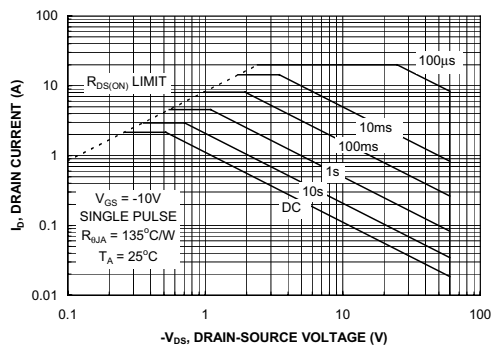 100
10
1
0.1
0.01
I_D, DRAIN CURRENT (A)
R_DS(ON) LIMIT
100µs
10ms
100ms
1s
10s
DC
V_GS = -10V
SINGLE PULSE
R_θJA = 135°C/W
T_A = 25°C
0.1
1
10
100
-V_DS, DRAIN-SOURCE VOLTAGE (V)